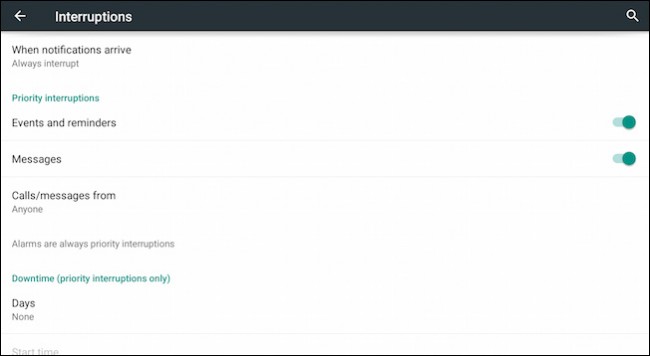 Interruptions
When notifications arrive
Always interrupt
Priority interruptions
Events and reminders
Messages
Calls/messages from
Anyone
Alarms are always priority interruptions
Downtime (priority interruptions only)
Days
None
Start time